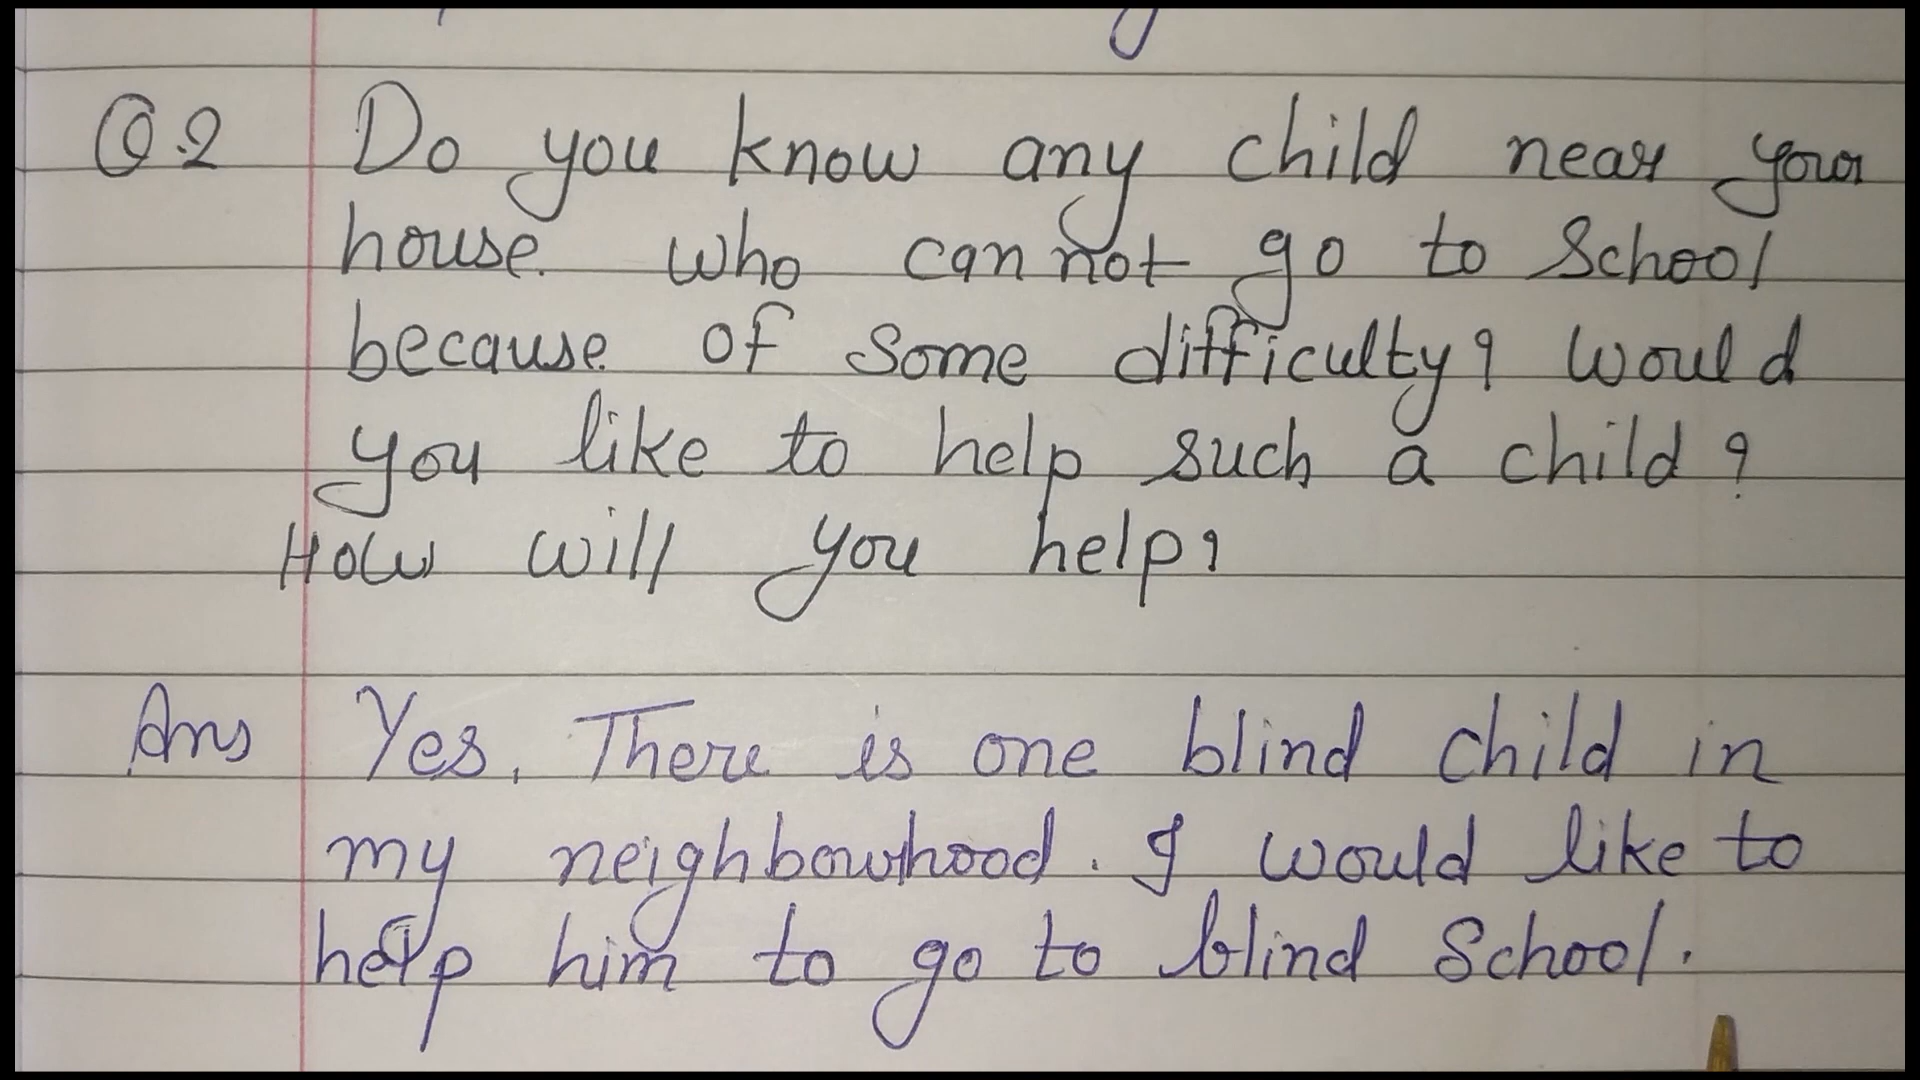 Q.2 Do you know any child near your
house who can not go to School
because of some difficulty? Would
you like to help such a child?
How will you help?
Ans Yes, There is one blind child in
my neighbourhood. I would like to
help him to go to blind School.